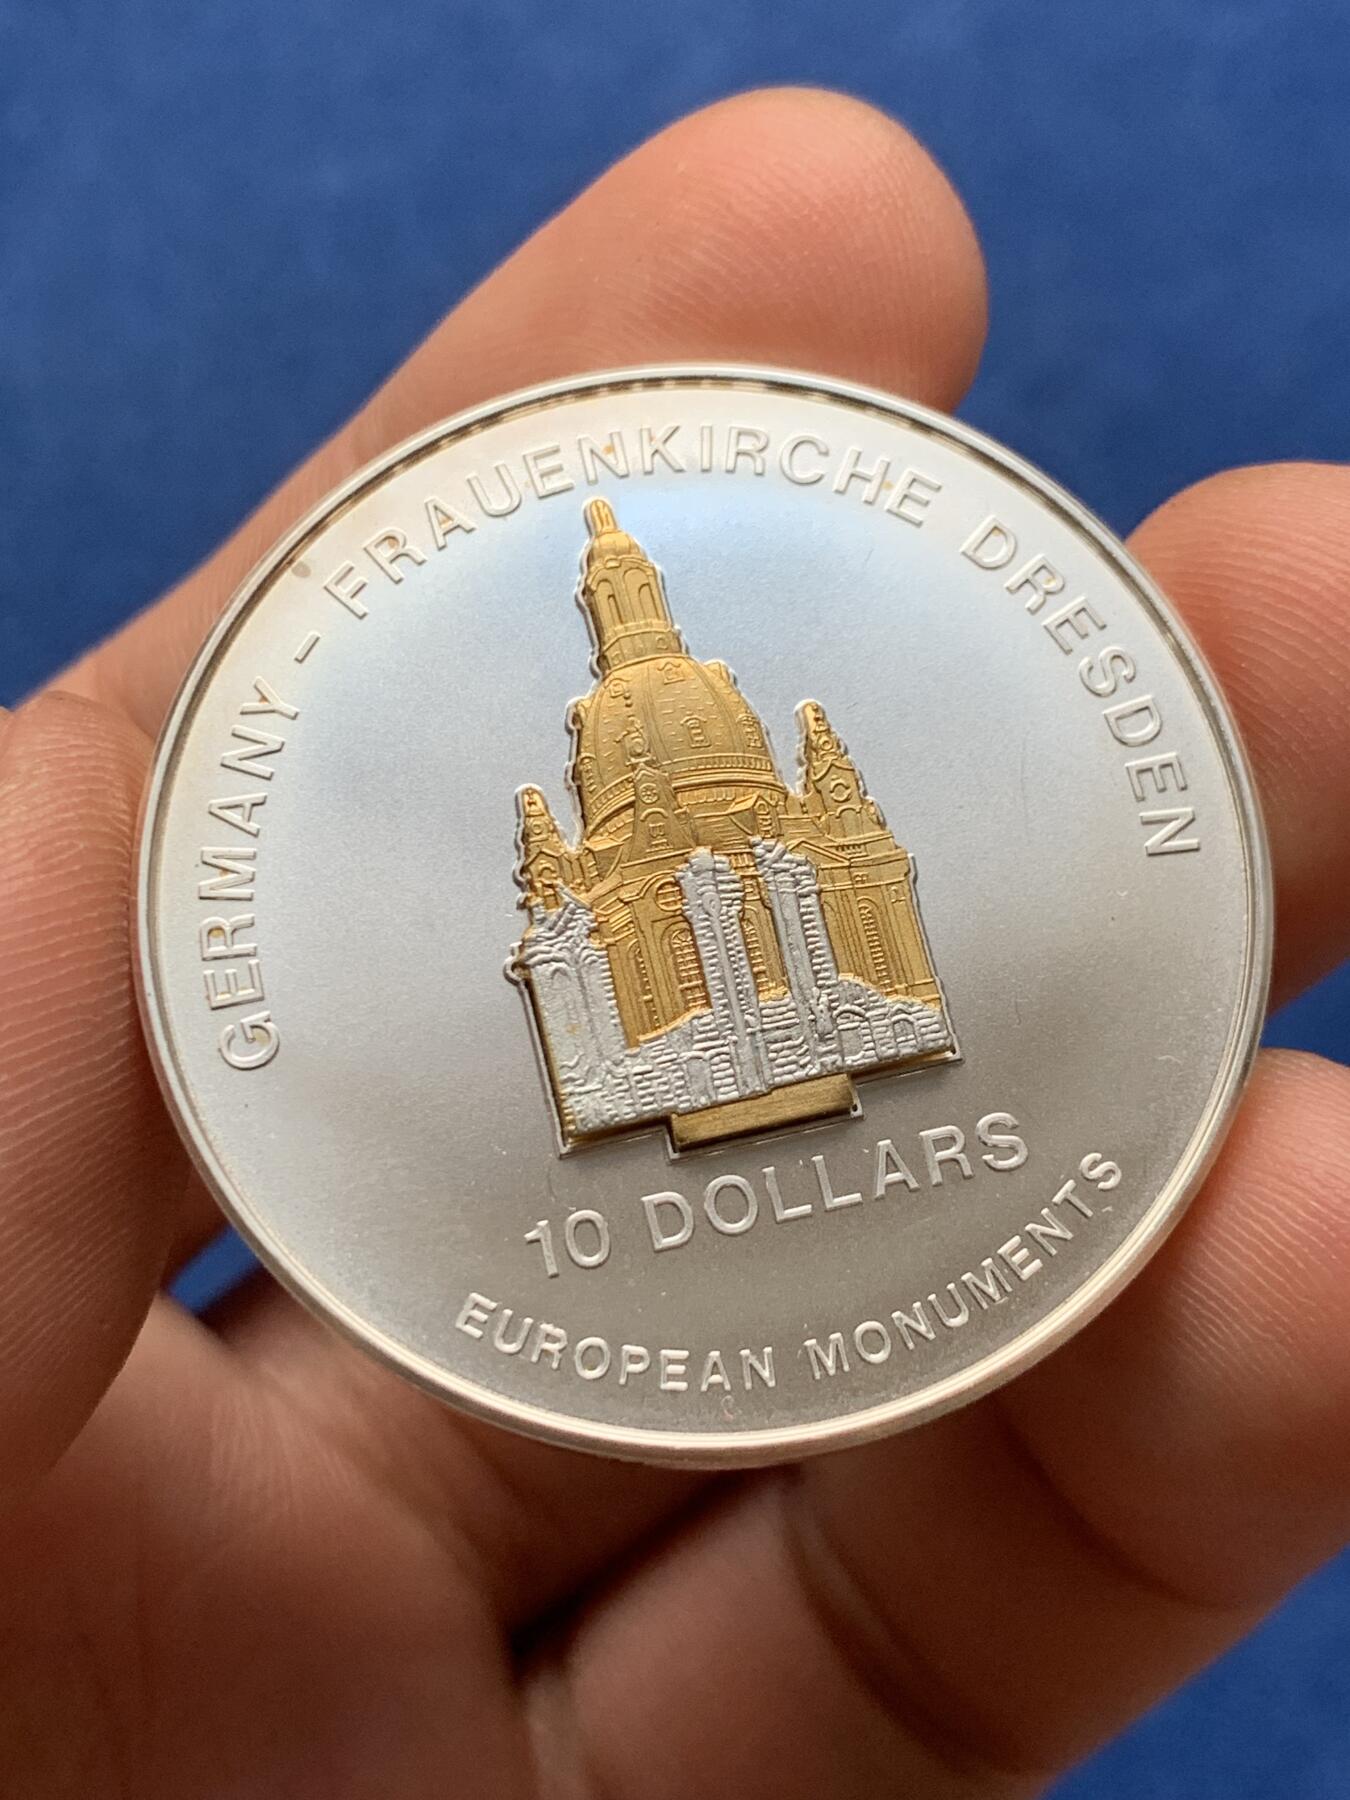 GERMANY - FRAUENKIRCHE DRESDEN
10 DOLLARS
EUROPEAN MONUMENTS